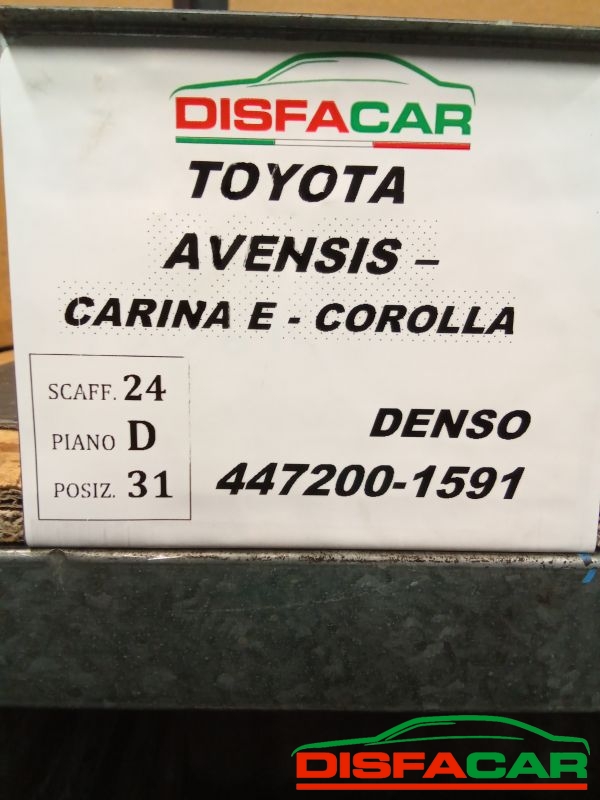 DISFACAR
TOYOTA
AVENSIS –
CARINA E - COROLLA
SCAFF. 24
PIANO D
POSIZ. 31
DENSO
447200-1591
DISFACAR